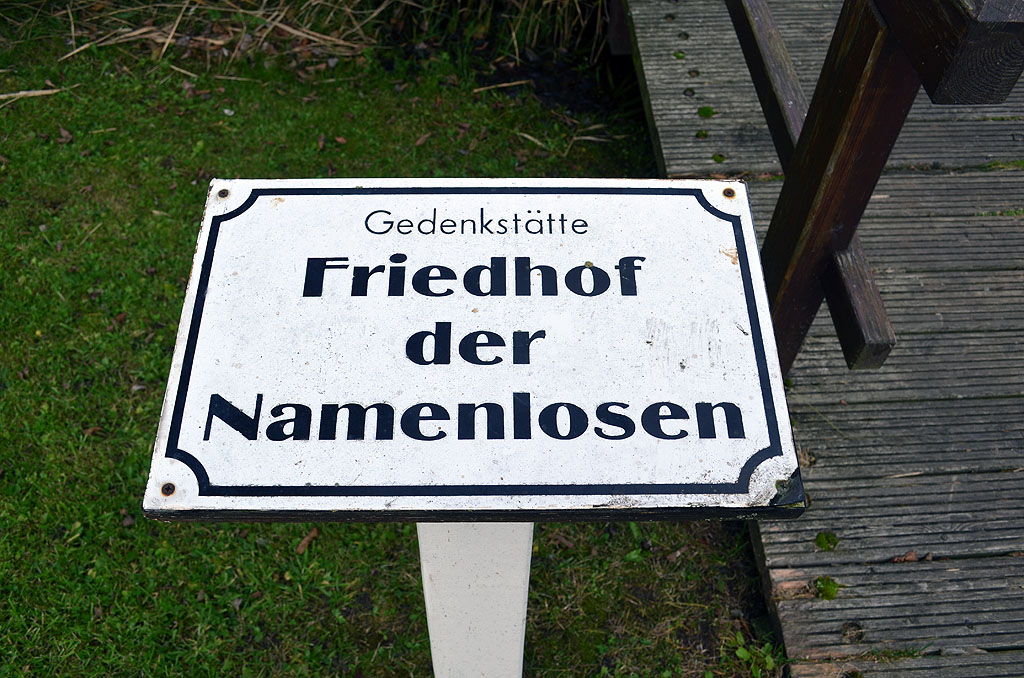 Gedenkstätte
Friedhof
der
Namenlosen